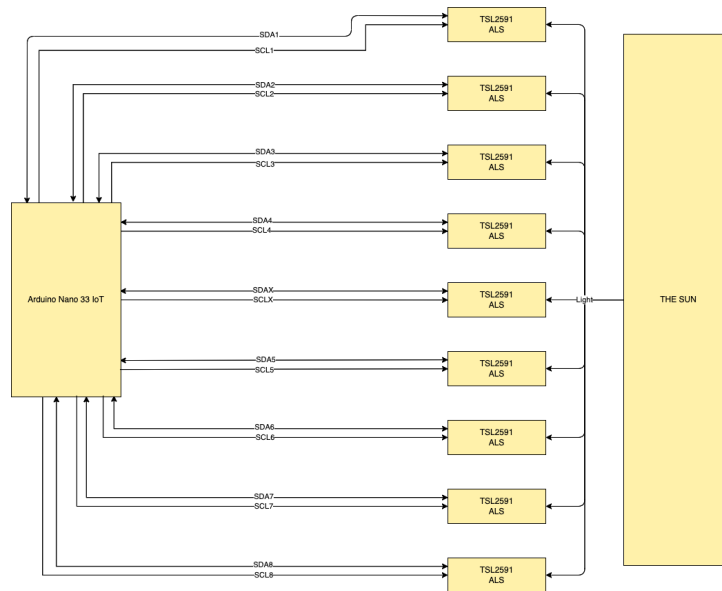 TSL2591
ALS
SDA1
SCL1
TSL2591
ALS
SDA2
SCL2
TSL2591
ALS
SDA3
SCL3
TSL2591
ALS
SDA4
SCL4
Arduino Nano 33 IoT
SDAX
SCLX
TSL2591
ALS
Light
THE SUN
TSL2591
ALS
SDA5
SCL5
TSL2591
ALS
SDA6
SCL6
TSL2591
ALS
SDA7
SCL7
TSL2591
ALS
SDA8
SCL8